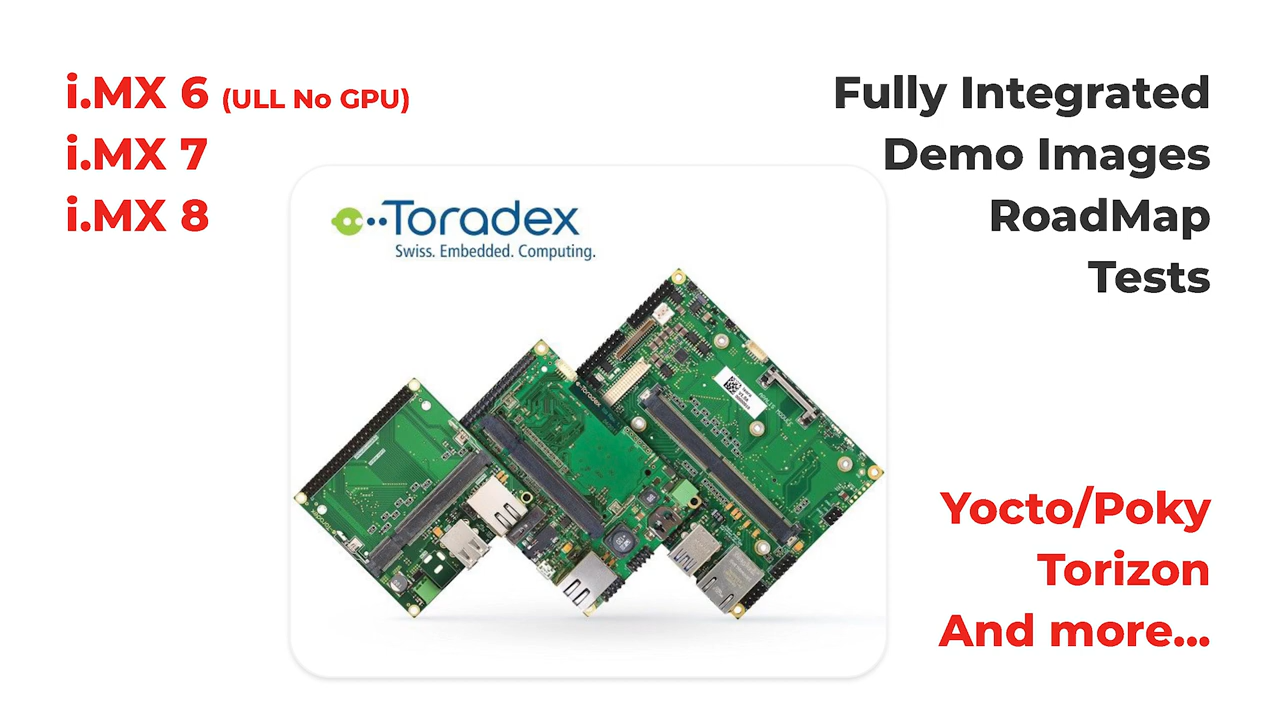 i.MX 6 (ULL No GPU)
i.MX 7
i.MX 8
Fully Integrated
Demo Images
RoadMap
Tests
Toradex
Swiss. Embedded. Computing.
Toradex
Yocto/Poky
Torizon
And more...